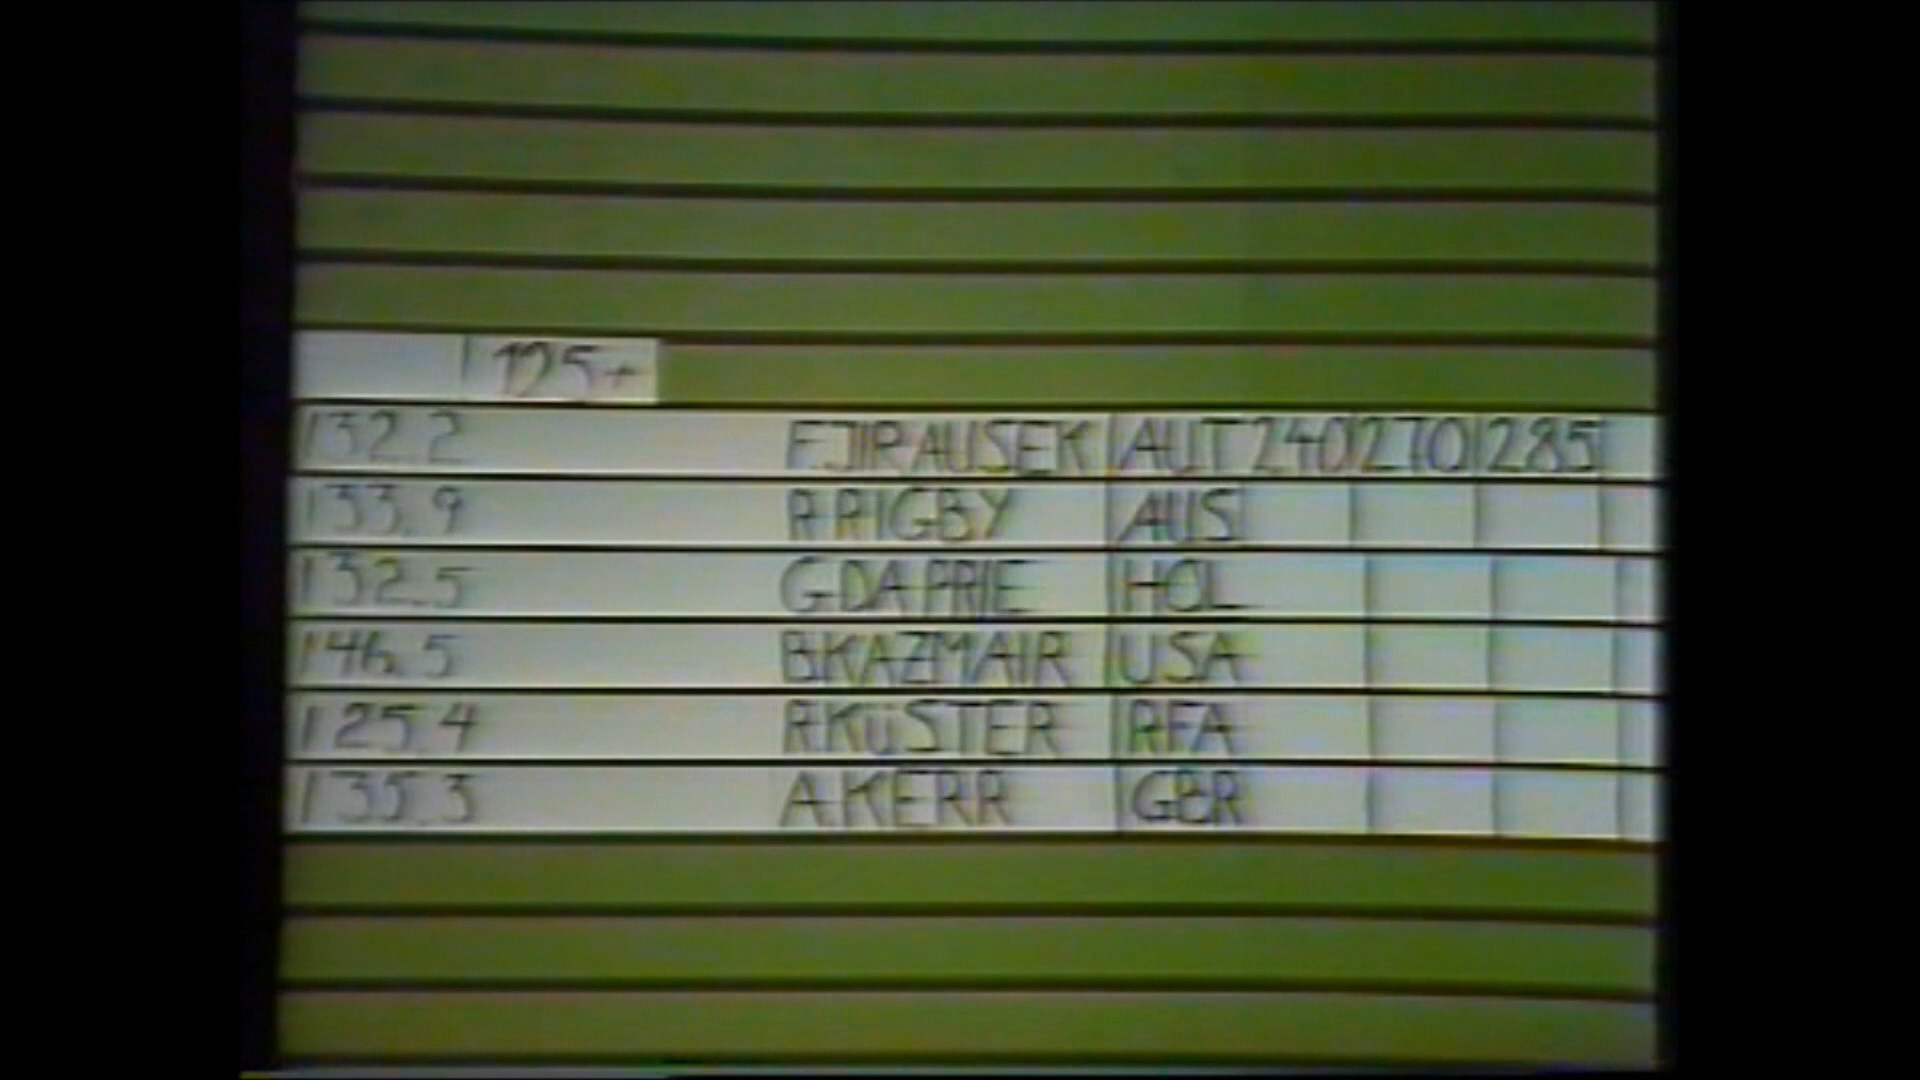 125+
132.2 F.JIRAUSEK AUT 240 270 285
133.9 R.RIGBY AUS
132.5 G.DA PRIE HOL
146.5 B.KAZMAIR USA
125.4 R.KüSTER RFA
135.3 A.KERR GBR